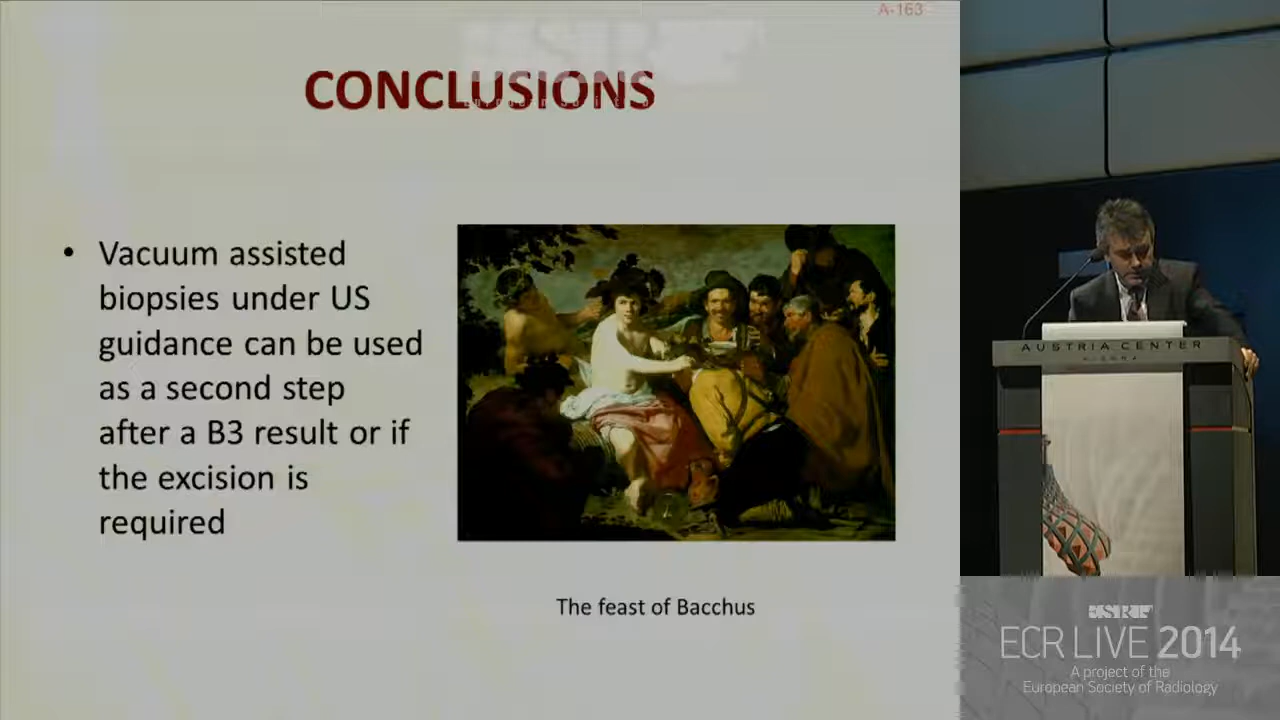 A-163
CONCLUSIONS
• Vacuum assisted
biopsies under US
guidance can be used
as a second step
after a B3 result or if
the excision is
required
The feast of Bacchus
AUSTRIA CENTER
VIENNA
ECR LIVE 2014
A project of the
European Society of Radiology